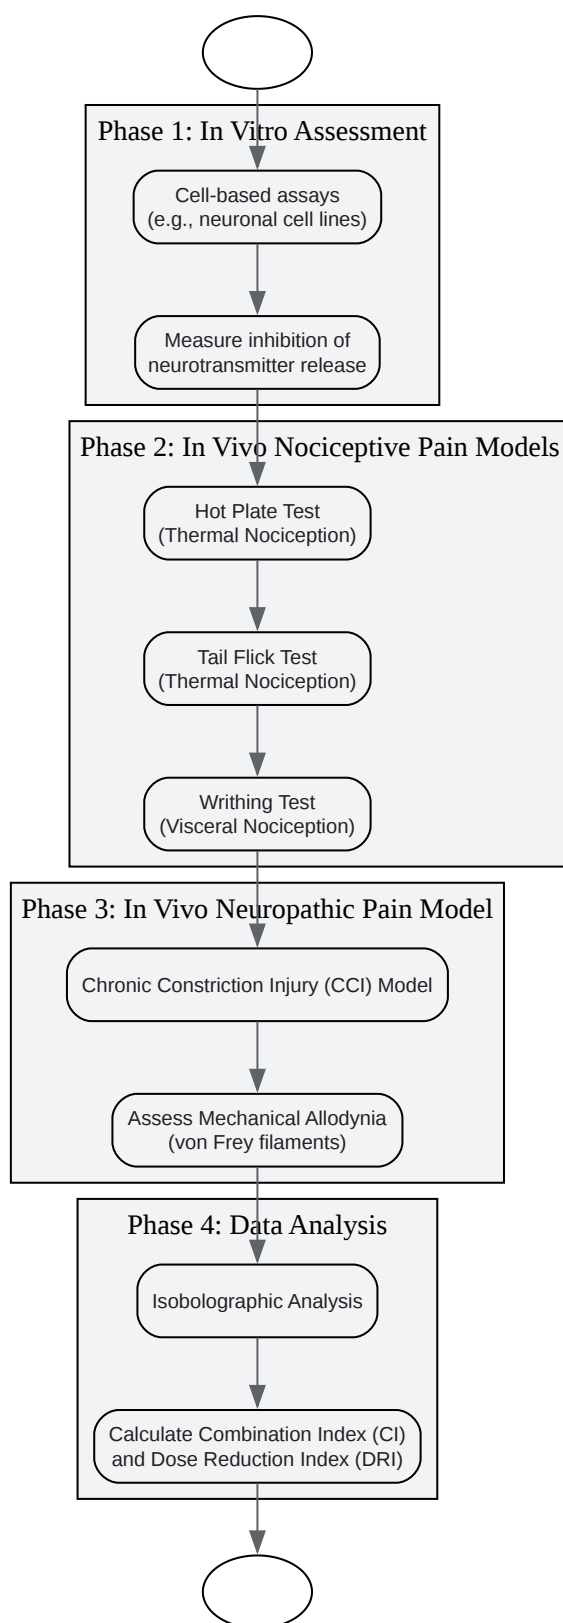 Phase 1: In Vitro Assessment
Cell-based assays
(e.g., neuronal cell lines)
Measure inhibition of
neurotransmitter release
Phase 2: In Vivo Nociceptive Pain Models
Hot Plate Test
(Thermal Nociception)
Tail Flick Test
(Thermal Nociception)
Writhing Test
(Visceral Nociception)
Phase 3: In Vivo Neuropathic Pain Model
Chronic Constriction Injury (CCI) Model
Assess Mechanical Allodynia
(von Frey filaments)
Phase 4: Data Analysis
Isobolographic Analysis
Calculate Combination Index (CI)
and Dose Reduction Index (DRI)